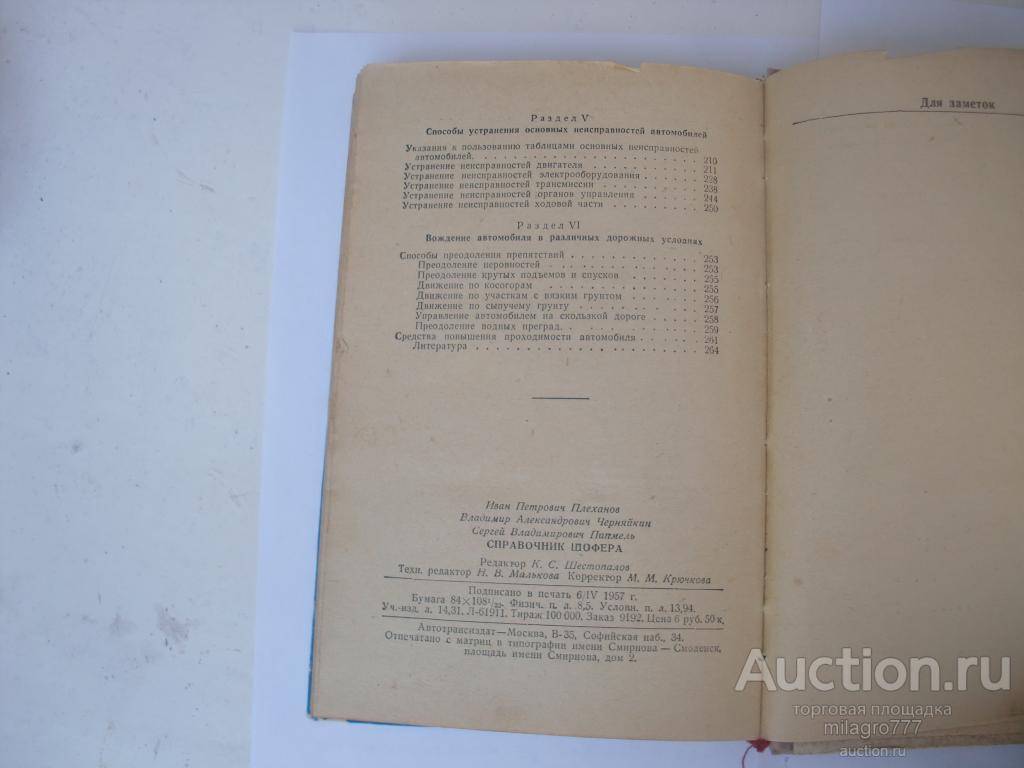 Раздел V
Способы устранения основных неисправностей автомобилей
Указания к пользованию таблицами основных неисправностей
автомобилей. . . . . . . . . . . . . . . . . . . . . . 210
Устранение неисправностей двигателя . . . . . . . . 211
Устранение неисправностей электрооборудования . . . . . . 228
Устранение неисправностей трансмиссии . . . . . . . . 238
Устранение неисправностей органов управления . . . . . . 244
Устранение неисправностей ходовой части . . . . . . . . 250
Раздел VI
Вождение автомобиля в различных дорожных условиях
Способы преодоления препятствий . . . . . . . . . . . . 253
Преодоление неровностей . . . . . . . . . . . . . . 253
Преодоление крутых подъемов и спусков . . . . . . . . 255
Движение по косогорам . . . . . . . . . . . . . . 255
Движение по участкам с вязким грунтом . . . . . . . 256
Движение по сыпучему грунту . . . . . . . . . . . . 257
Управление автомобилем на скользкой дороге . . . . . . 258
Преодоление водных преград. . . . . . . . . . . . . 259
Средства повышения проходимости автомобиля . . . . . . 261
Литература . . . . . . . . . . . . . . . . . . . . 264
Иван Петрович Плеханов
Владимир Александрович Черняйкин
Сергей Владимирович Папмель
СПРАВОЧНИК ШОФЕРА
Редактор К. С. Шестопалов
Техн. редактор Н. В. Малькова Корректор М. М. Крючкова
Подписано в печать 6/IV 1957 г.
Бумага 84×108¹/₃₂. Физич. п. л. 8,5. Условн. п. л. 13,94.
Уч.-изд. л. 14,31. Л-61911. Тираж 100 000. Заказ 9192. Цена 6 руб. 50 к.
Автотрансиздат—Москва, В-35, Софийская наб., 34.
Отпечатано с матриц в типографии имени Смирнова — Смоленск,
площадь имени Смирнова, дом 2.
Для заметок
Auction.ru
торговая площадка
milagro777
auction.ru